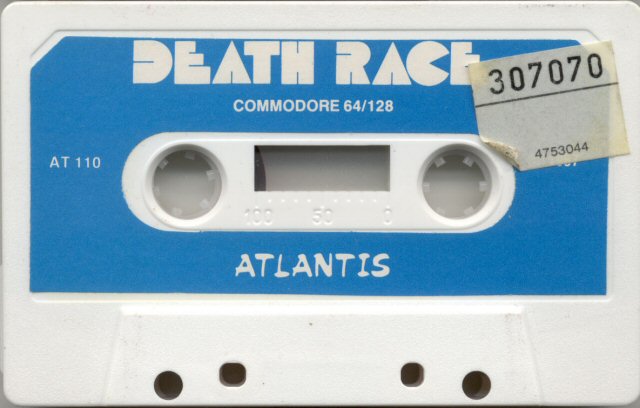 DEATH RACE
307070
COMMODORE 64/128
4753044
AT 110
100 50 0
ATLANTIS